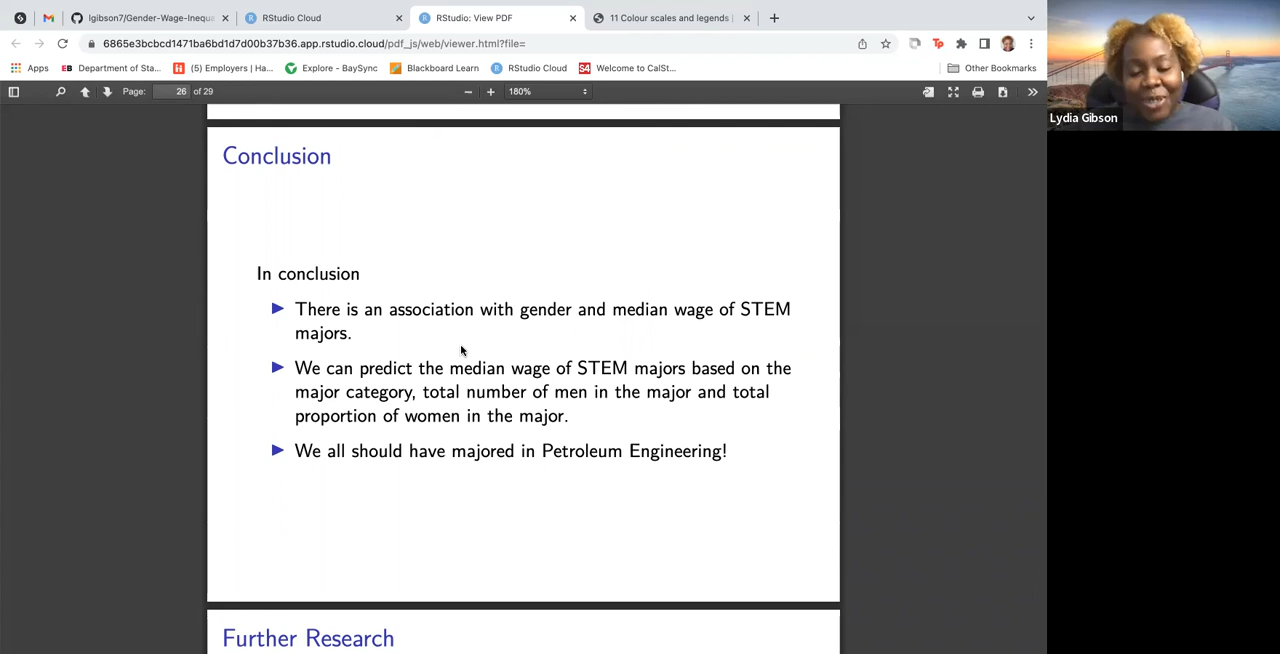 lgibson7/Gender-Wage-Inequa
RStudio Cloud
RStudio: View PDF
11 Colour scales and legends
6865e3bcbcd1471ba6bd1d7d00b37b36.app.rstudio.cloud/pdf_js/web/viewer.html?file=
Apps
EB Department of Sta...
(5) Employers | Ha...
Explore - BaySync
Blackboard Learn
RStudio Cloud
S4 Welcome to CalSt...
Other Bookmarks
Page: 26 of 29
180%
Lydia Gibson
Conclusion
In conclusion
There is an association with gender and median wage of STEM
majors.
We can predict the median wage of STEM majors based on the
major category, total number of men in the major and total
proportion of women in the major.
We all should have majored in Petroleum Engineering!
Further Research